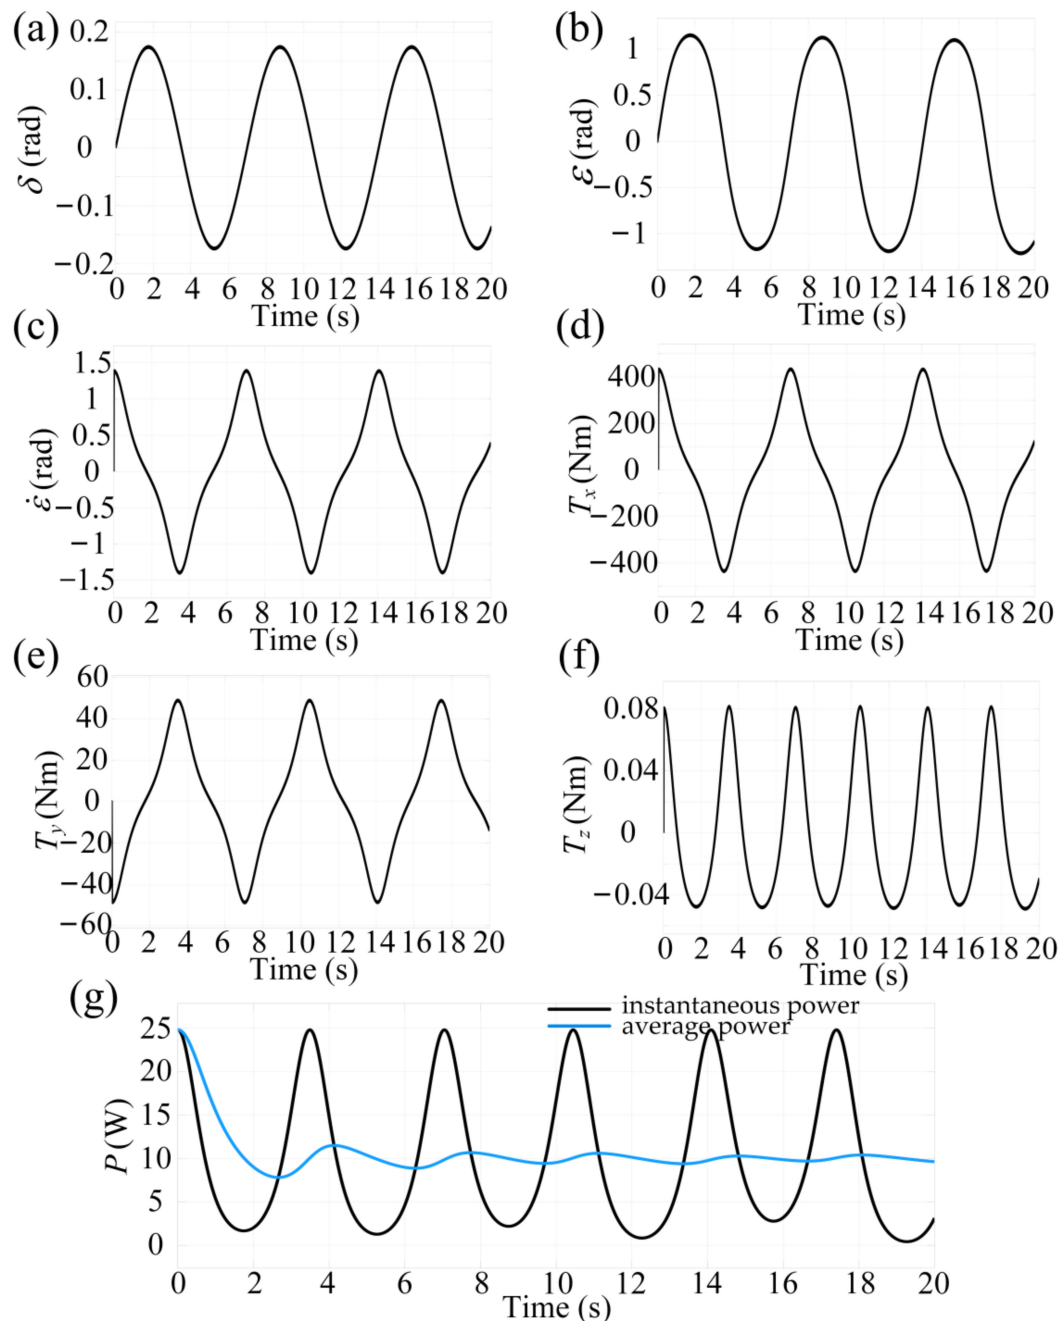 (a)
0.2
0.1
0
−0.1
−0.2
δ (rad)
0 2 4 6 8 10 12 14 16 18 20
Time (s)
(b)
1
0.5
0
−0.5
−1
ε (rad)
0 2 4 6 8 10 12 14 16 18 20
Time (s)
(c)
1.5
1
0.5
0
−0.5
−1
−1.5
ε̇ (rad)
0 2 4 6 8 10 12 14 16 18 20
Time (s)
(d)
400
200
0
−200
−400
Tₓ (Nm)
0 2 4 6 8 10 12 14 16 18 20
Time (s)
(e)
60
40
20
0
−20
−40
−60
T_y (Nm)
0 2 4 6 8 10 12 14 16 18 20
Time (s)
(f)
0.08
0.04
0
−0.04
T_z (Nm)
0 2 4 6 8 10 12 14 16 18 20
Time (s)
(g)
instantaneous power
average power
25
20
15
10
5
0
P (W)
0 2 4 6 8 10 12 14 16 18 20
Time (s)